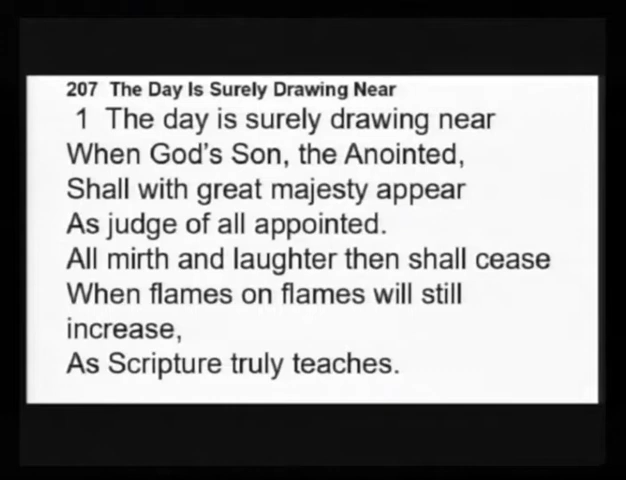 207 The Day Is Surely Drawing Near
1 The day is surely drawing near
When God's Son, the Anointed,
Shall with great majesty appear
As judge of all appointed.
All mirth and laughter then shall cease
When flames on flames will still
increase,
As Scripture truly teaches.